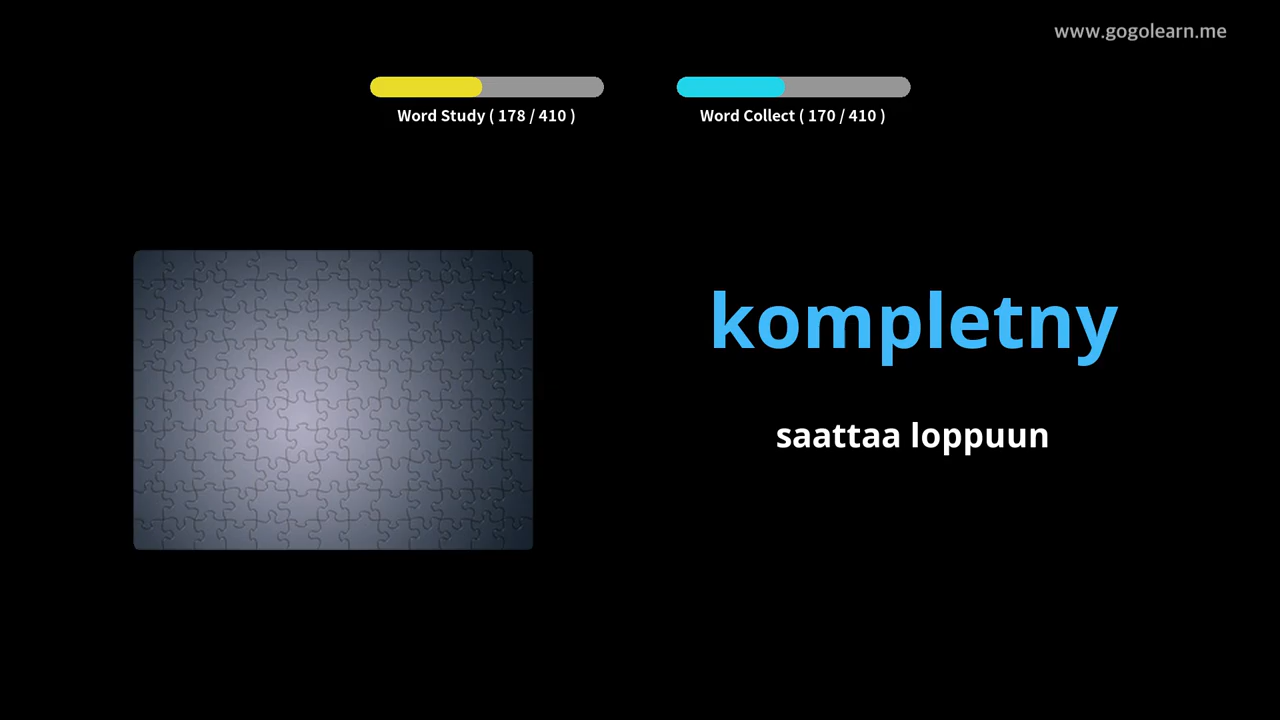 www.gogolearn.me
Word Study ( 178 / 410 )
Word Collect ( 170 / 410 )
kompletny
saattaa loppuun